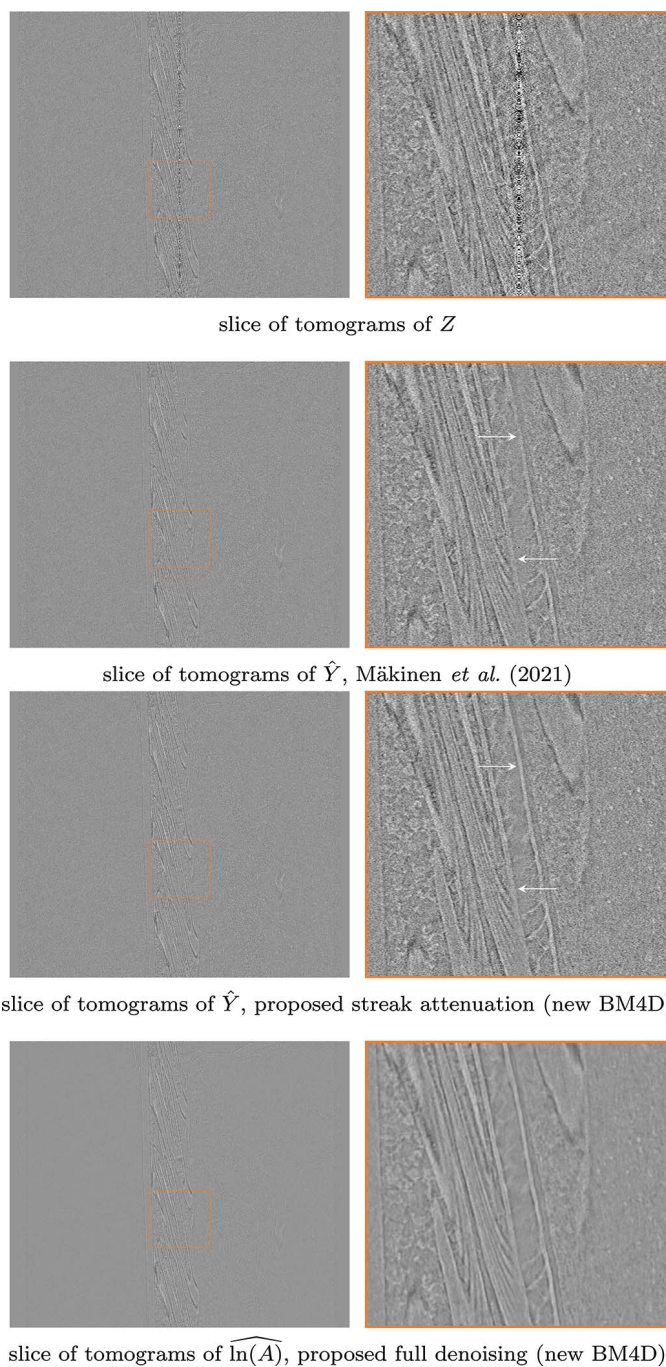 slice of tomograms of Z
slice of tomograms of Ŷ, Mäkinen et al. (2021)
slice of tomograms of Ŷ, proposed streak attenuation (new BM4D
slice of tomograms of \widehat{ln(A)}, proposed full denoising (new BM4D)